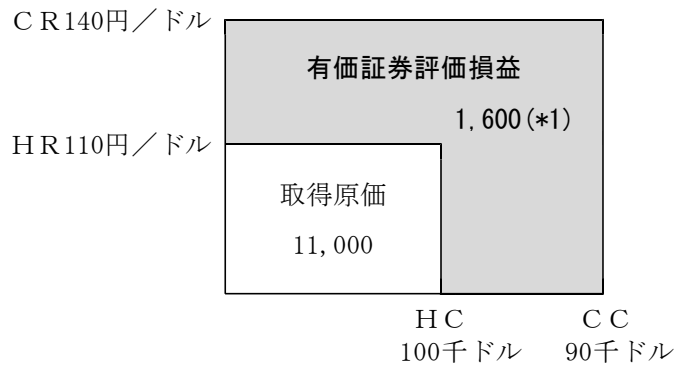 ＣＲ140円／ドル
有価証券評価損益
1,600(*1)
ＨＲ110円／ドル
取得原価
11,000
ＨＣ　ＣＣ
100千ドル　90千ドル